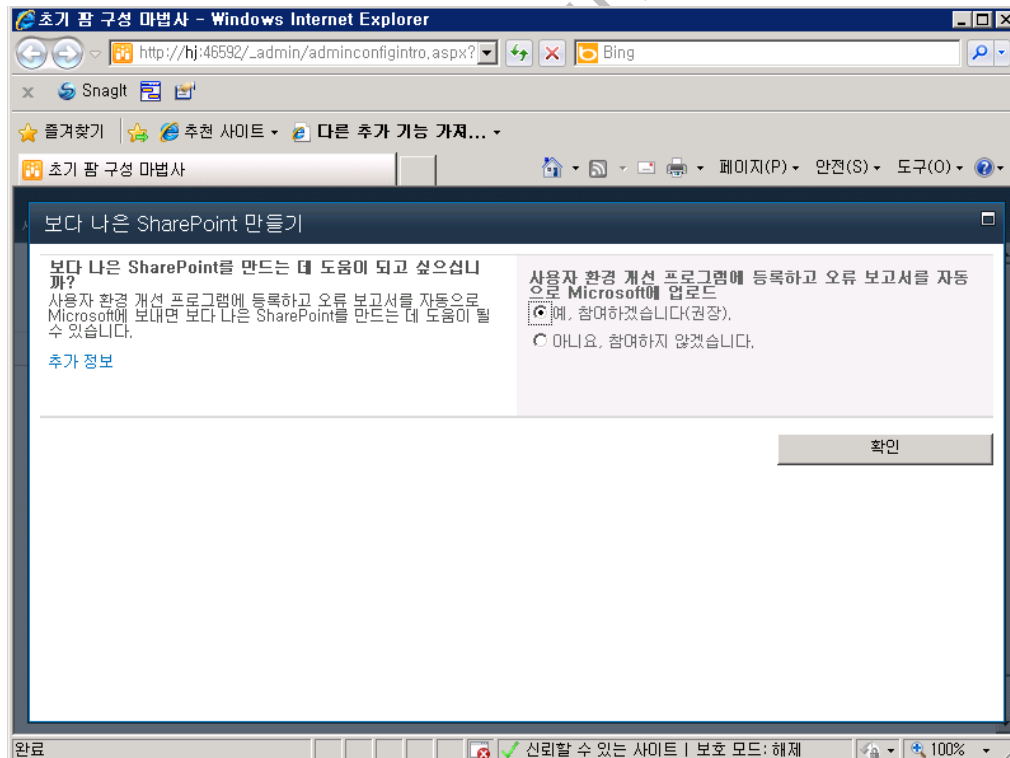 초기 팜 구성 마법사 - Windows Internet Explorer
http://hj:46592/_admin/adminconfigintro.aspx?
Bing
SnagIt
즐겨찾기
추천 사이트
다른 추가 기능 가져...
초기 팜 구성 마법사
페이지(P)
안전(S)
도구(O)
보다 나은 SharePoint 만들기
보다 나은 SharePoint를 만드는 데 도움이 되고 싶으십니
까?
사용자 환경 개선 프로그램에 등록하고 오류 보고서를 자동으로
Microsoft에 보내면 보다 나은 SharePoint를 만드는 데 도움이 될
수 있습니다.
추가 정보
사용자 환경 개선 프로그램에 등록하고 오류 보고서를 자동
으로 Microsoft에 업로드
예, 참여하겠습니다(권장).
아니요, 참여하지 않겠습니다.
확인
완료
신뢰할 수 있는 사이트 | 보호 모드: 해제
100%